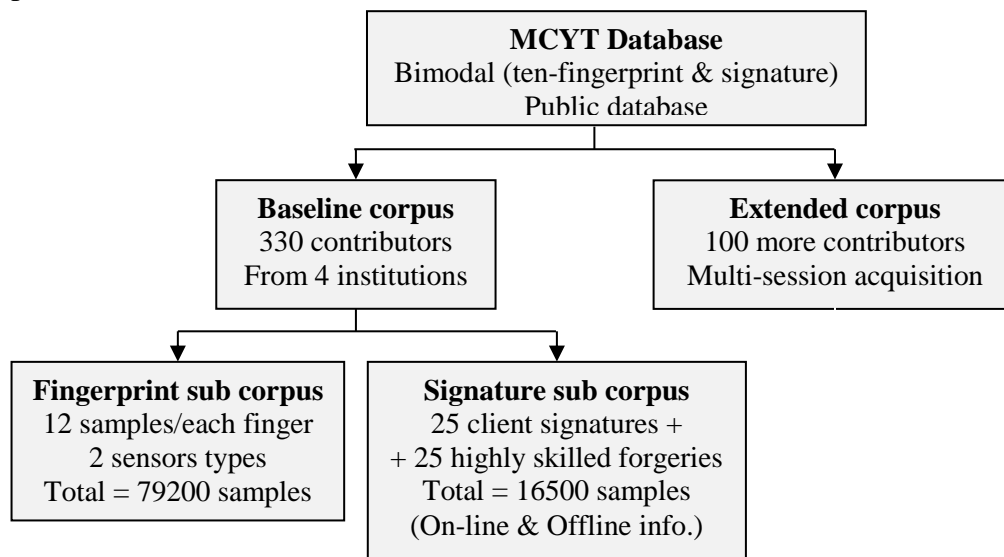 MCYT Database
Bimodal (ten-fingerprint & signature)
Public database
Baseline corpus
330 contributors
From 4 institutions
Extended corpus
100 more contributors
Multi-session acquisition
Fingerprint sub corpus
12 samples/each finger
2 sensors types
Total = 79200 samples
Signature sub corpus
25 client signatures +
+ 25 highly skilled forgeries
Total = 16500 samples
(On-line & Offline info.)